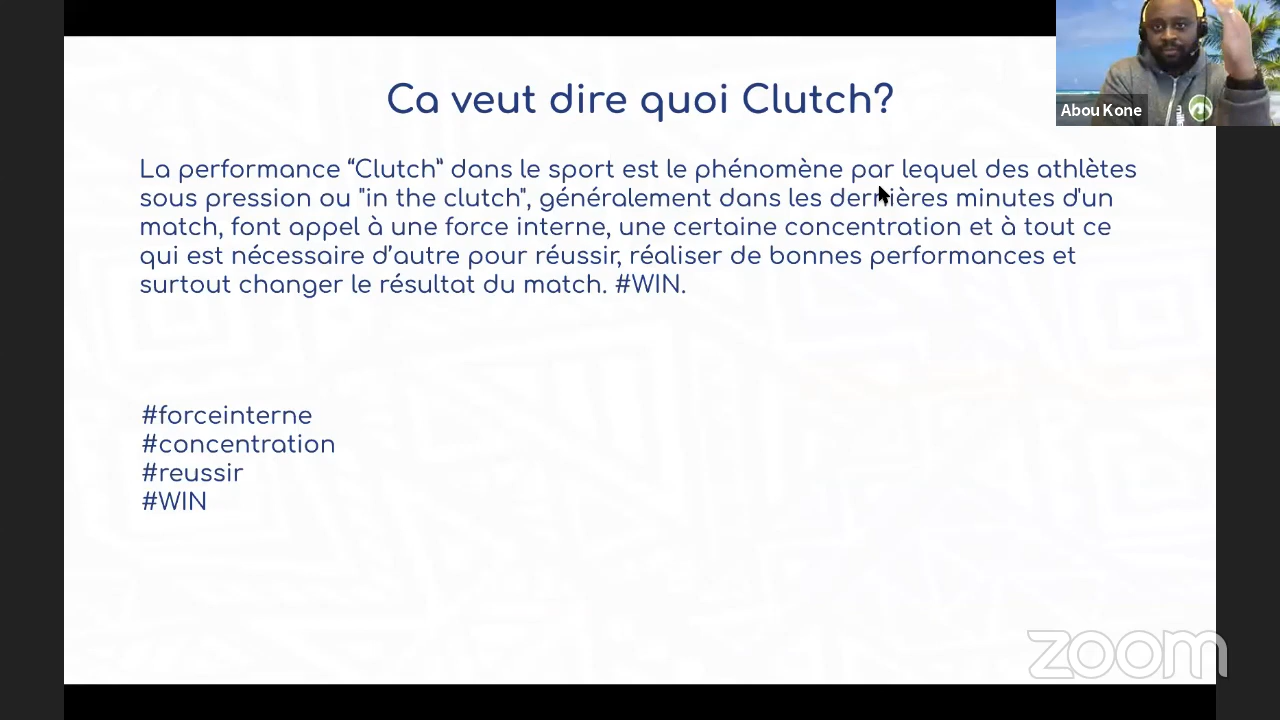 Ca veut dire quoi Clutch?
Abou Kone
La performance “Clutch” dans le sport est le phénomène par lequel des athlètes
sous pression ou "in the clutch", généralement dans les dernières minutes d'un
match, font appel à une force interne, une certaine concentration et à tout ce
qui est nécessaire d’autre pour réussir, réaliser de bonnes performances et
surtout changer le résultat du match. #WIN.
#forceinterne
#concentration
#reussir
#WIN
zoom